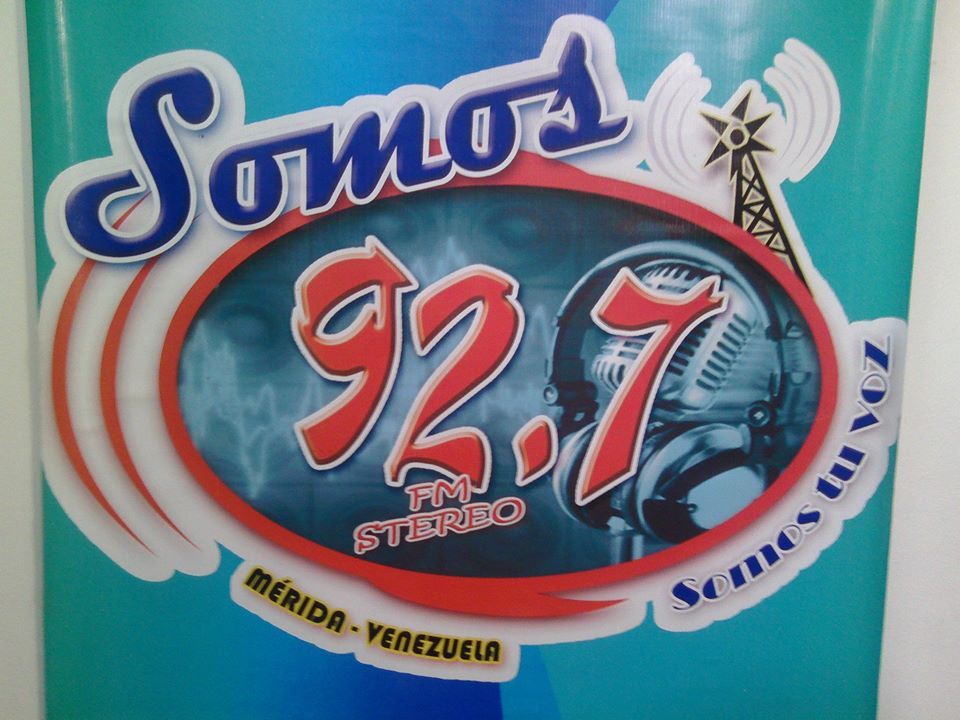 Somos
92.7
FM
STEREO
MÉRIDA - VENEZUELA
Somos tu voz